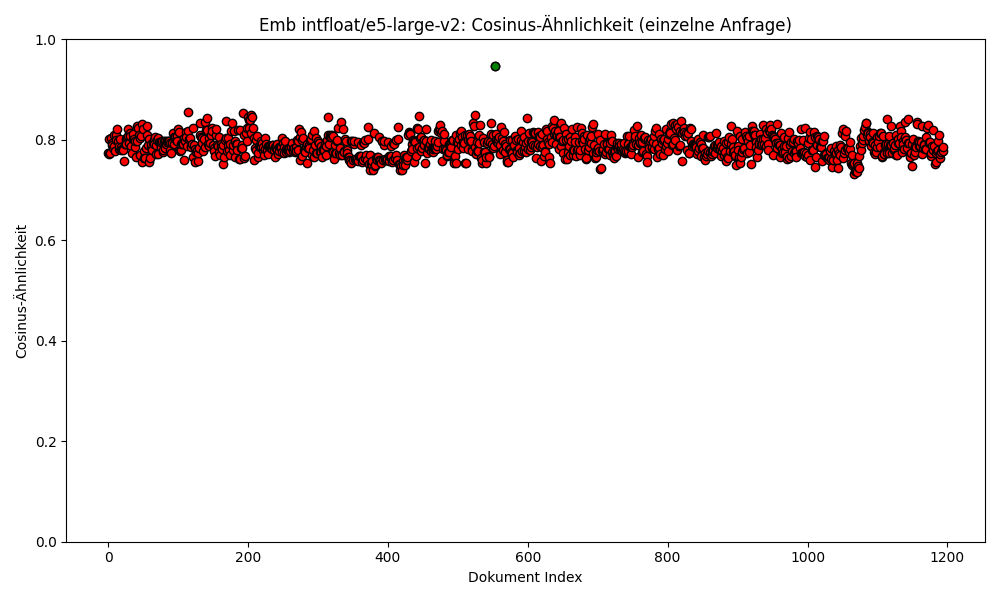 Emb intfloat/e5-large-v2: Cosinus-Ähnlichkeit (einzelne Anfrage)
1.0
0.8
0.6
0.4
0.2
0.0
Cosinus-Ähnlichkeit
0 200 400 600 800 1000 1200
Dokument Index